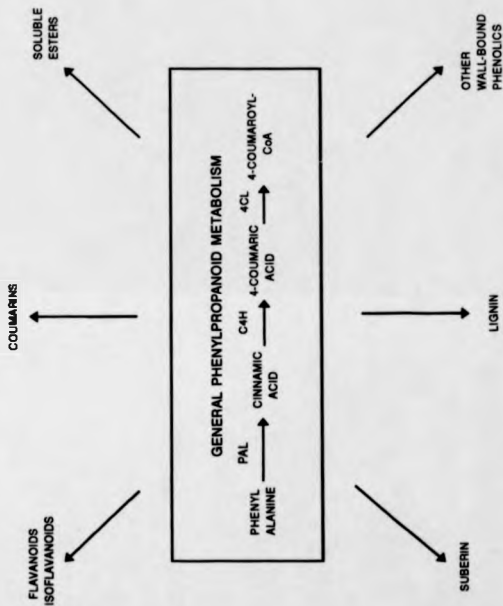 FLAVANOIDS
ISOFLAVANOIDS
COUMARINS
SOLUBLE
ESTERS
GENERAL PHENYLPROPANOID METABOLISM
PHENYL
ALANINE
PAL
CINNAMIC
ACID
C4H
4-COUMARIC
ACID
4CL
4-COUMAROYL-
CoA
SUBERIN
LIGNIN
OTHER
WALL-BOUND
PHENOLICS